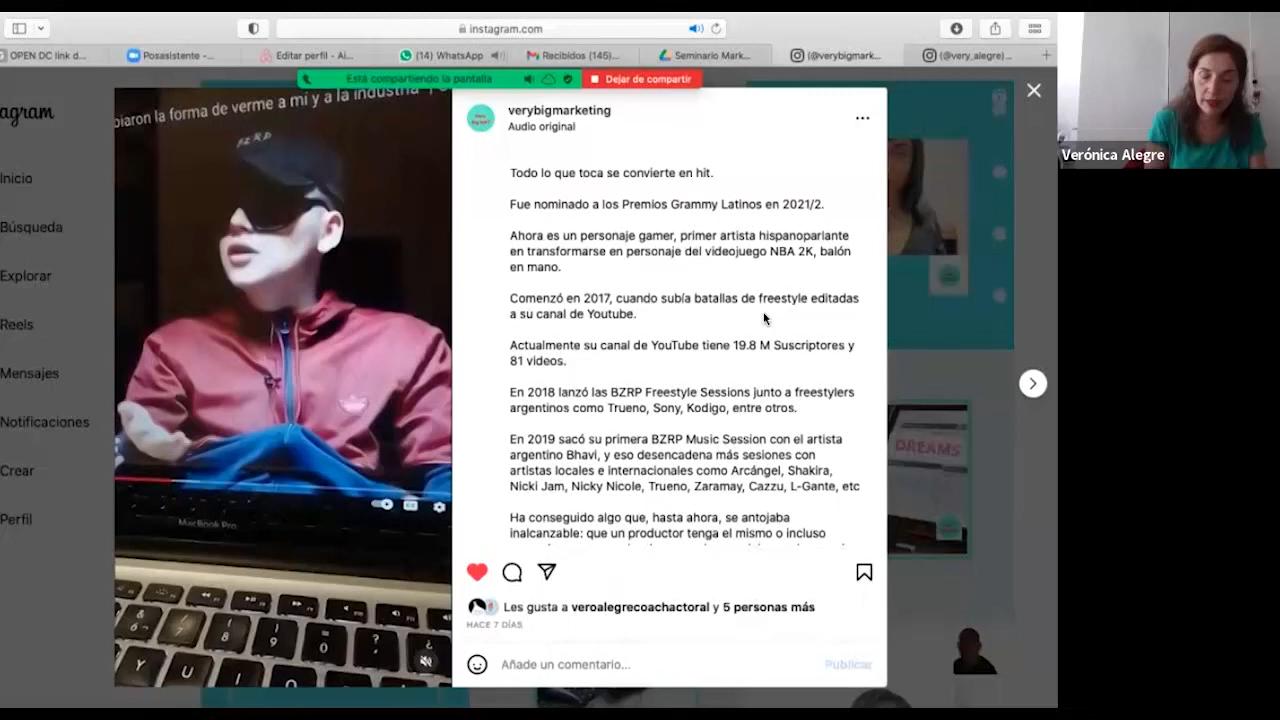 instagram.com
OPEN DC link d...
Posasistente -...
Editar perfil - Ai...
(14) WhatsApp
Recibidos (145)...
Seminario Mark...
(@verybigmark...
(@very_alegre)...
Está compartiendo la pantalla
Dejar de compartir
Verónica Alegre
agram
Inicio
Búsqueda
Explorar
Reels
Mensajes
Notificaciones
Crear
Perfil
biaron la forma de verme a mi y a la industria
BZRP
MacBook Pro
verybigmarketing
Audio original
Todo lo que toca se convierte en hit.
Fue nominado a los Premios Grammy Latinos en 2021/2.
Ahora es un personaje gamer, primer artista hispanoparlante
en transformarse en personaje del videojuego NBA 2K, balón
en mano.
Comenzó en 2017, cuando subía batallas de freestyle editadas
a su canal de Youtube.
Actualmente su canal de YouTube tiene 19.8 M Suscriptores y
81 videos.
En 2018 lanzó las BZRP Freestyle Sessions junto a freestylers
argentinos como Trueno, Sony, Kodigo, entre otros.
En 2019 sacó su primera BZRP Music Session con el artista
argentino Bhavi, y eso desencadena más sesiones con
artistas locales e internacionales como Arcángel, Shakira,
Nicki Jam, Nicky Nicole, Trueno, Zaramay, Cazzu, L-Gante, etc
Ha conseguido algo que, hasta ahora, se antojaba
inalcanzable: que un productor tenga el mismo o incluso
Les gusta a veroalegrecoachactoral y 5 personas más
HACE 7 DÍAS
Añade un comentario...
Publicar
DREAMS
6 7 8 9 0 ?
Y U I O